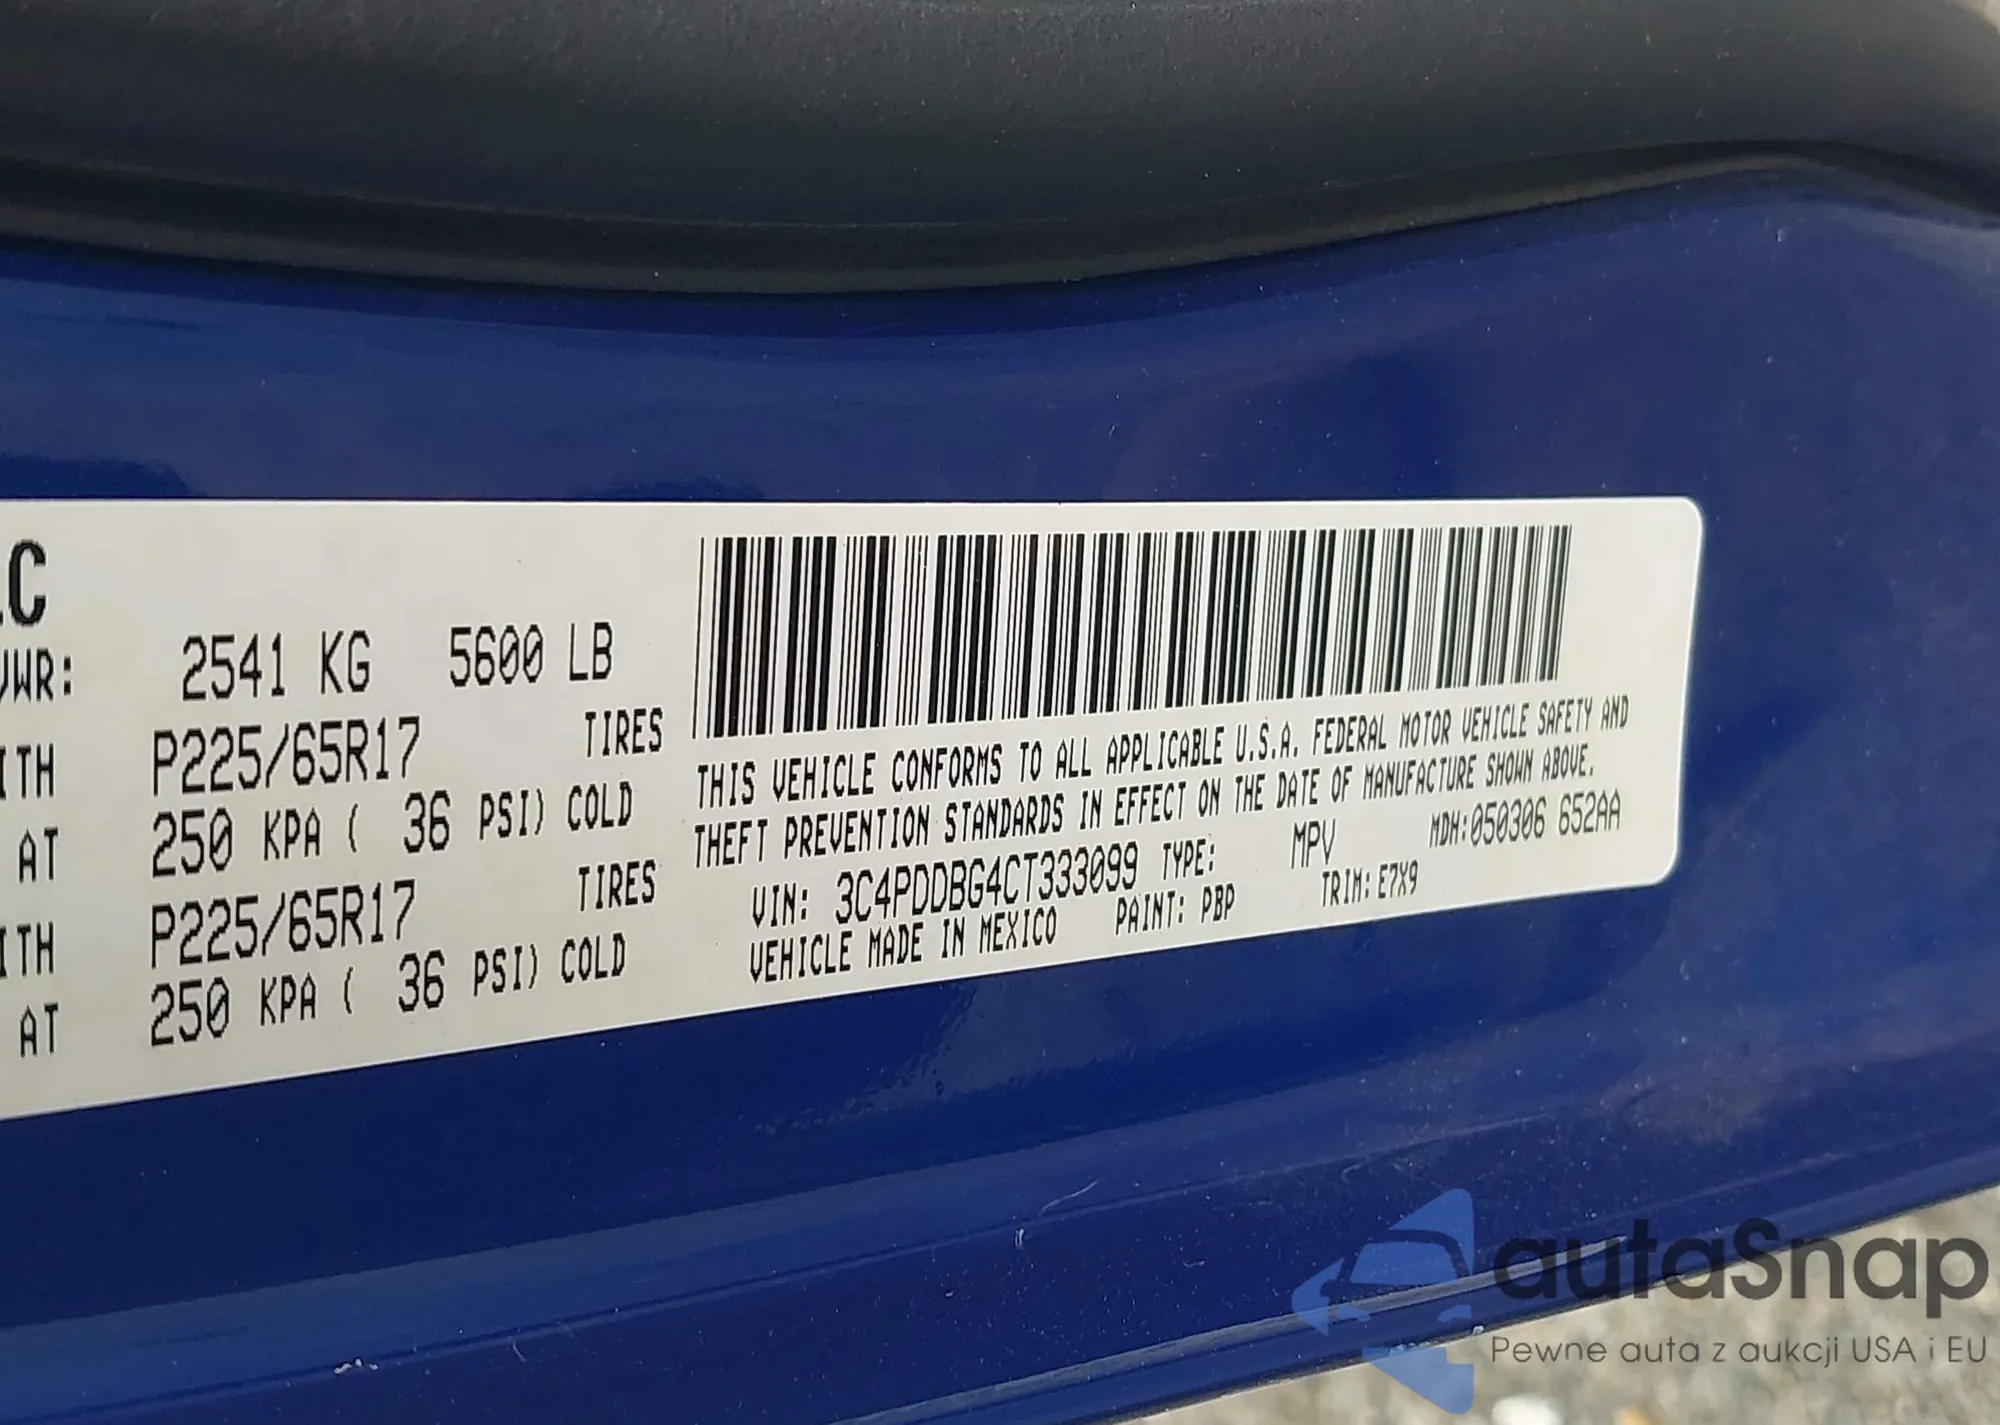 LC
VWR: 2541 KG 5600 LB
ITH P225/65R17 TIRES
AT 250 KPA ( 36 PSI) COLD
ITH P225/65R17 TIRES
AT 250 KPA ( 36 PSI) COLD
THIS VEHICLE CONFORMS TO ALL APPLICABLE U.S.A. FEDERAL MOTOR VEHICLE SAFETY AND
THEFT PREVENTION STANDARDS IN EFFECT ON THE DATE OF MANUFACTURE SHOWN ABOVE.
VIN: 3C4PDDBG4CT333099 TYPE: MPV MDH:050306 652AA
VEHICLE MADE IN MEXICO PAINT: PBP TRIM: E7X9
autaSnap
Pewne auta z aukcji USA i EU